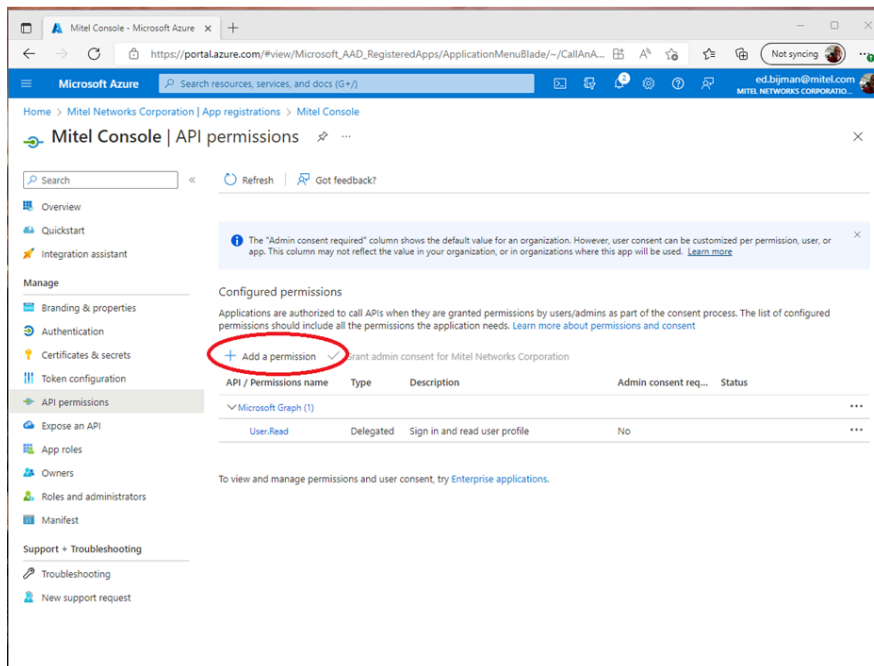 Mitel Console - Microsoft Azure
https://portal.azure.com/#view/Microsoft_AAD_RegisteredApps/ApplicationMenuBlade/~/CallAnA...
Not syncing
Microsoft Azure
Search resources, services, and docs (G+/)
2
ed.bijman@mitel.com
MITEL NETWORKS CORPORATIO...
Home > Mitel Networks Corporation | App registrations > Mitel Console
Mitel Console | API permissions
Search
Refresh
Got feedback?
Overview
Quickstart
Integration assistant
The "Admin consent required" column shows the default value for an organization. However, user consent can be customized per permission, user, or
app. This column may not reflect the value in your organization, or in organizations where this app will be used. Learn more
Manage
Branding & properties
Authentication
Certificates & secrets
Token configuration
API permissions
Expose an API
App roles
Owners
Roles and administrators
Manifest
Support + Troubleshooting
Troubleshooting
New support request
Configured permissions
Applications are authorized to call APIs when they are granted permissions by users/admins as part of the consent process. The list of configured
permissions should include all the permissions the application needs. Learn more about permissions and consent
Add a permission
Grant admin consent for Mitel Networks Corporation
API / Permissions name Type Description Admin consent req... Status
Microsoft Graph (1)
User.Read Delegated Sign in and read user profile No
To view and manage permissions and user consent, try Enterprise applications.